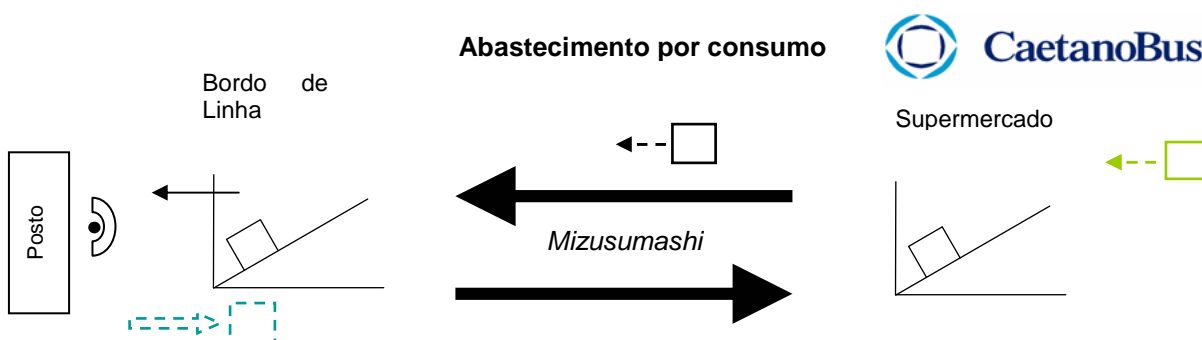 Abastecimento por consumo
CaetanoBus
Bordo de
Linha
Supermercado
Posto
Mizusumashi